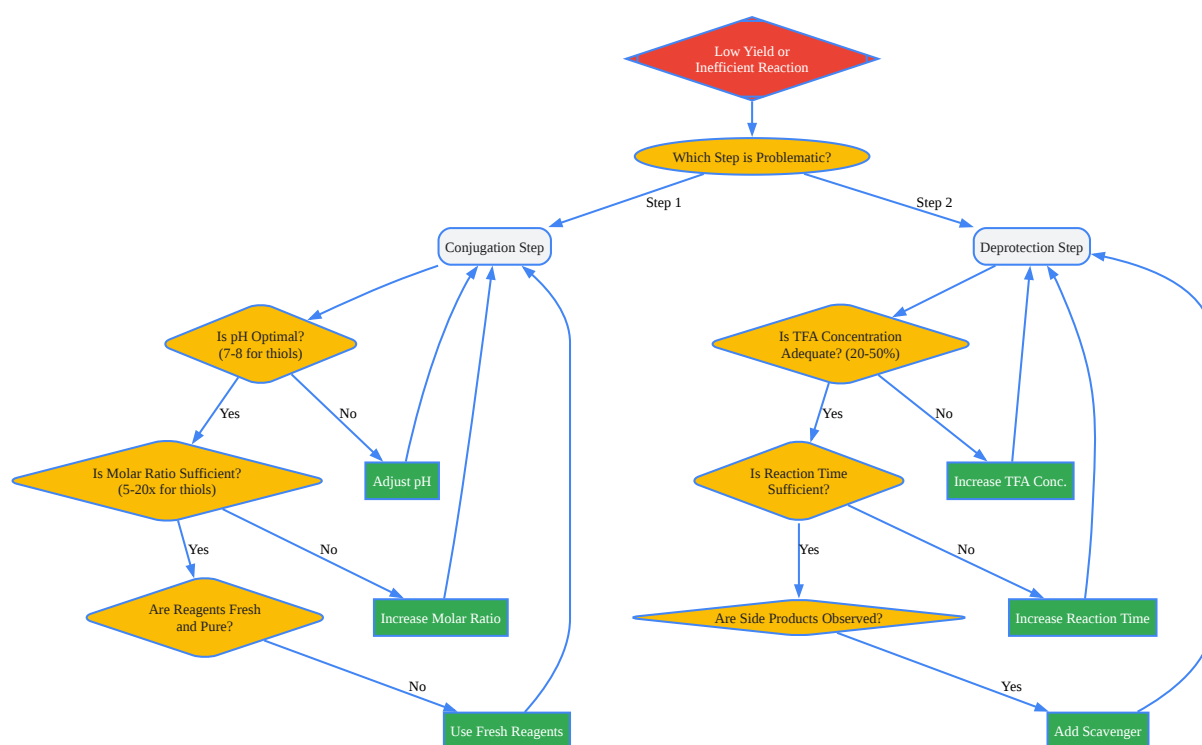 Low Yield or
Inefficient Reaction
Which Step is Problematic?
Step 1
Step 2
Conjugation Step
Deprotection Step
Is pH Optimal?
(7-8 for thiols)
Is TFA Concentration
Adequate? (20-50%)
Yes
No
Yes
No
Is Molar Ratio Sufficient?
(5-20x for thiols)
Adjust pH
Is Reaction Time
Sufficient?
Increase TFA Conc.
Yes
No
Yes
No
Are Reagents Fresh
and Pure?
Increase Molar Ratio
Are Side Products Observed?
Increase Reaction Time
No
Yes
Use Fresh Reagents
Add Scavenger